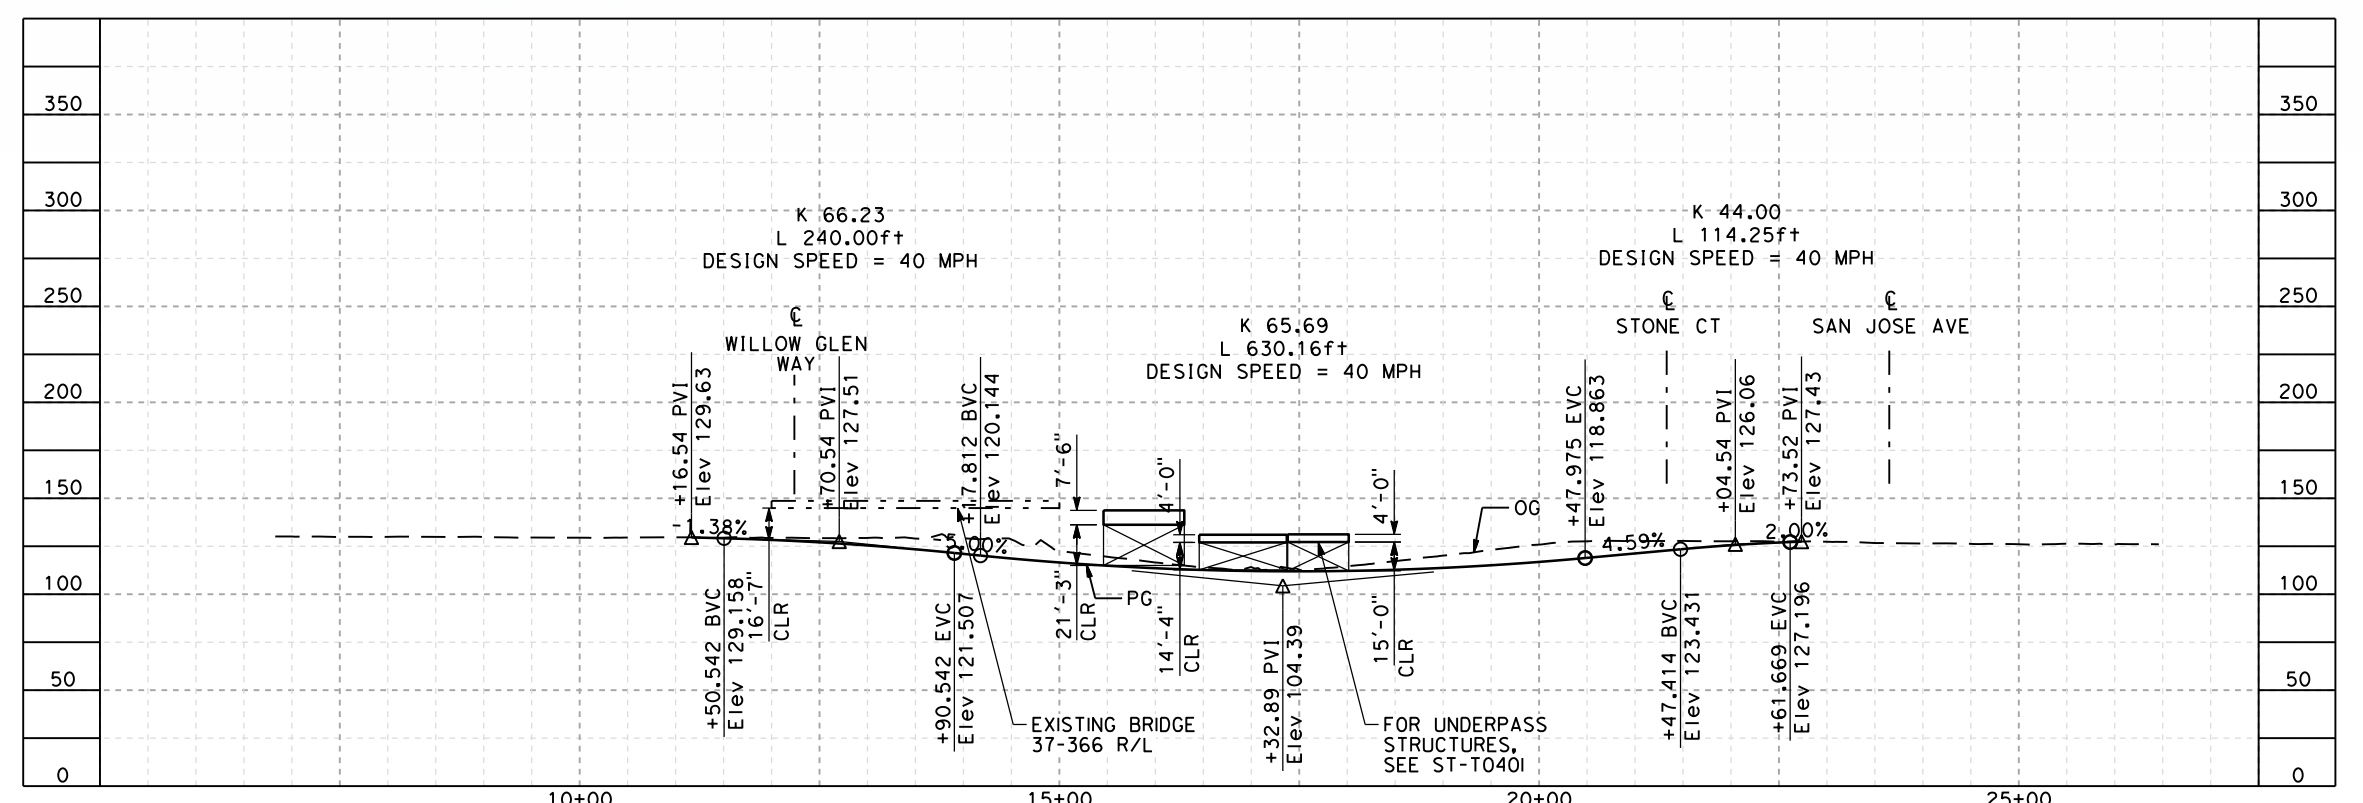 350
300
250
200
150
100
50
0
K 66.23
L 240.00ft
DESIGN SPEED = 40 MPH
℄
WILLOW GLEN
WAY
+16.54 PVI
Elev 129.63
+70.54 PVI
Elev 127.51
+17.812 BVC
Elev 120.144
-1.38%
-5.00%
+50.542 BVC
Elev 129.158
16'-7"
CLR
+90.542 EVC
Elev 121.507
EXISTING BRIDGE
37-366 R/L
7'-6"
21'-3"
CLR
PG
K 65.69
L 630.16ft
DESIGN SPEED = 40 MPH
4'-0"
14'-4"
CLR
+32.89 PVI
Elev 104.39
4'-0"
15'-0"
CLR
FOR UNDERPASS
STRUCTURES,
SEE ST-T0401
OG
K 44.00
L 114.25ft
DESIGN SPEED = 40 MPH
℄
STONE CT
℄
SAN JOSE AVE
+47.975 EVC
Elev 118.863
4.59%
+04.54 PVI
Elev 126.06
+73.52 PVI
Elev 127.43
2.00%
+47.414 BVC
Elev 123.431
+61.669 EVC
Elev 127.196
350
300
250
200
150
100
50
0
10+00
15+00
20+00
25+00